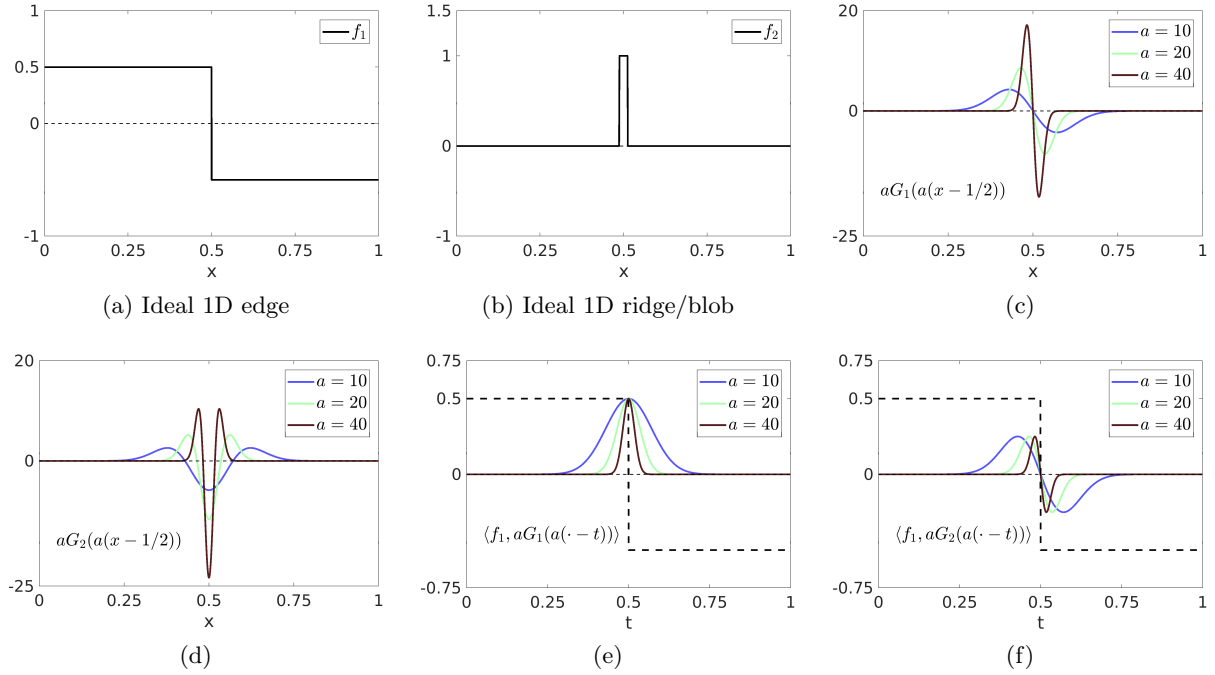 1
0.5
0
-1
0 0.25 0.5 0.75 1
x
f₁
(a) Ideal 1D edge
1.5
1
0
-1
0 0.25 0.5 0.75 1
x
f₂
(b) Ideal 1D ridge/blob
20
0
-25
0 0.25 0.5 0.75 1
x
a = 10
a = 20
a = 40
aG₁(a(x − 1/2))
(c)
20
0
-25
0 0.25 0.5 0.75 1
x
a = 10
a = 20
a = 40
aG₂(a(x − 1/2))
(d)
0.75
0.5
0
-0.75
0 0.25 0.5 0.75 1
t
a = 10
a = 20
a = 40
⟨f₁, aG₁(a(· − t))⟩
(e)
0.75
0.5
0
-0.75
0 0.25 0.5 0.75 1
t
a = 10
a = 20
a = 40
⟨f₁, aG₂(a(· − t))⟩
(f)